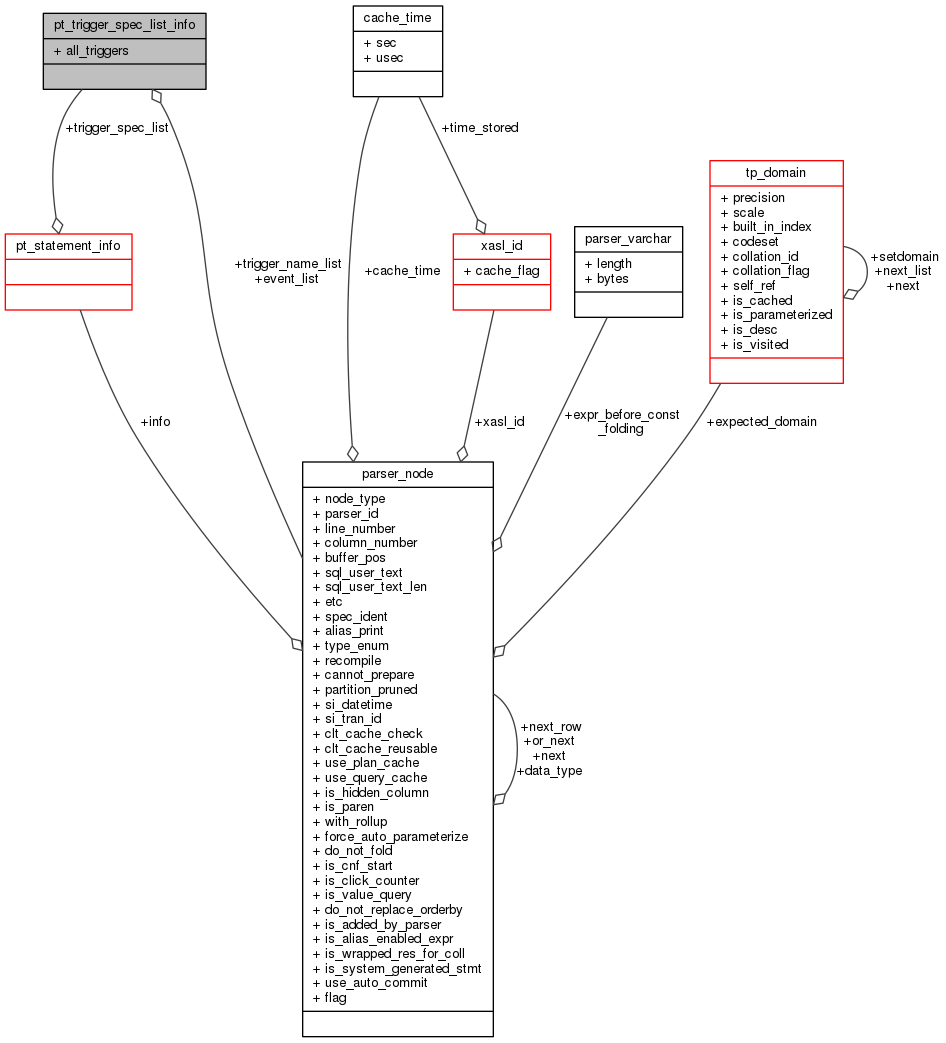 pt_trigger_spec_list_info
+ all_triggers
cache_time
+ sec
+ usec
+trigger_spec_list
+time_stored
tp_domain
+ precision
+ scale
+ built_in_index
+ codeset
+ collation_id
+ collation_flag
+ self_ref
+ is_cached
+ is_parameterized
+ is_desc
+ is_visited
+setdomain
+next_list
+next
pt_statement_info
xasl_id
+ cache_flag
parser_varchar
+ length
+ bytes
+trigger_name_list
+event_list
+cache_time
+info
+xasl_id
+expr_before_const
_folding
+expected_domain
parser_node
+ node_type
+ parser_id
+ line_number
+ column_number
+ buffer_pos
+ sql_user_text
+ sql_user_text_len
+ etc
+ spec_ident
+ alias_print
+ type_enum
+ recompile
+ cannot_prepare
+ partition_pruned
+ si_datetime
+ si_tran_id
+ clt_cache_check
+ clt_cache_reusable
+ use_plan_cache
+ use_query_cache
+ is_hidden_column
+ is_paren
+ with_rollup
+ force_auto_parameterize
+ do_not_fold
+ is_cnf_start
+ is_click_counter
+ is_value_query
+ do_not_replace_orderby
+ is_added_by_parser
+ is_alias_enabled_expr
+ is_wrapped_res_for_coll
+ is_system_generated_stmt
+ use_auto_commit
+ flag
+next_row
+or_next
+next
+data_type